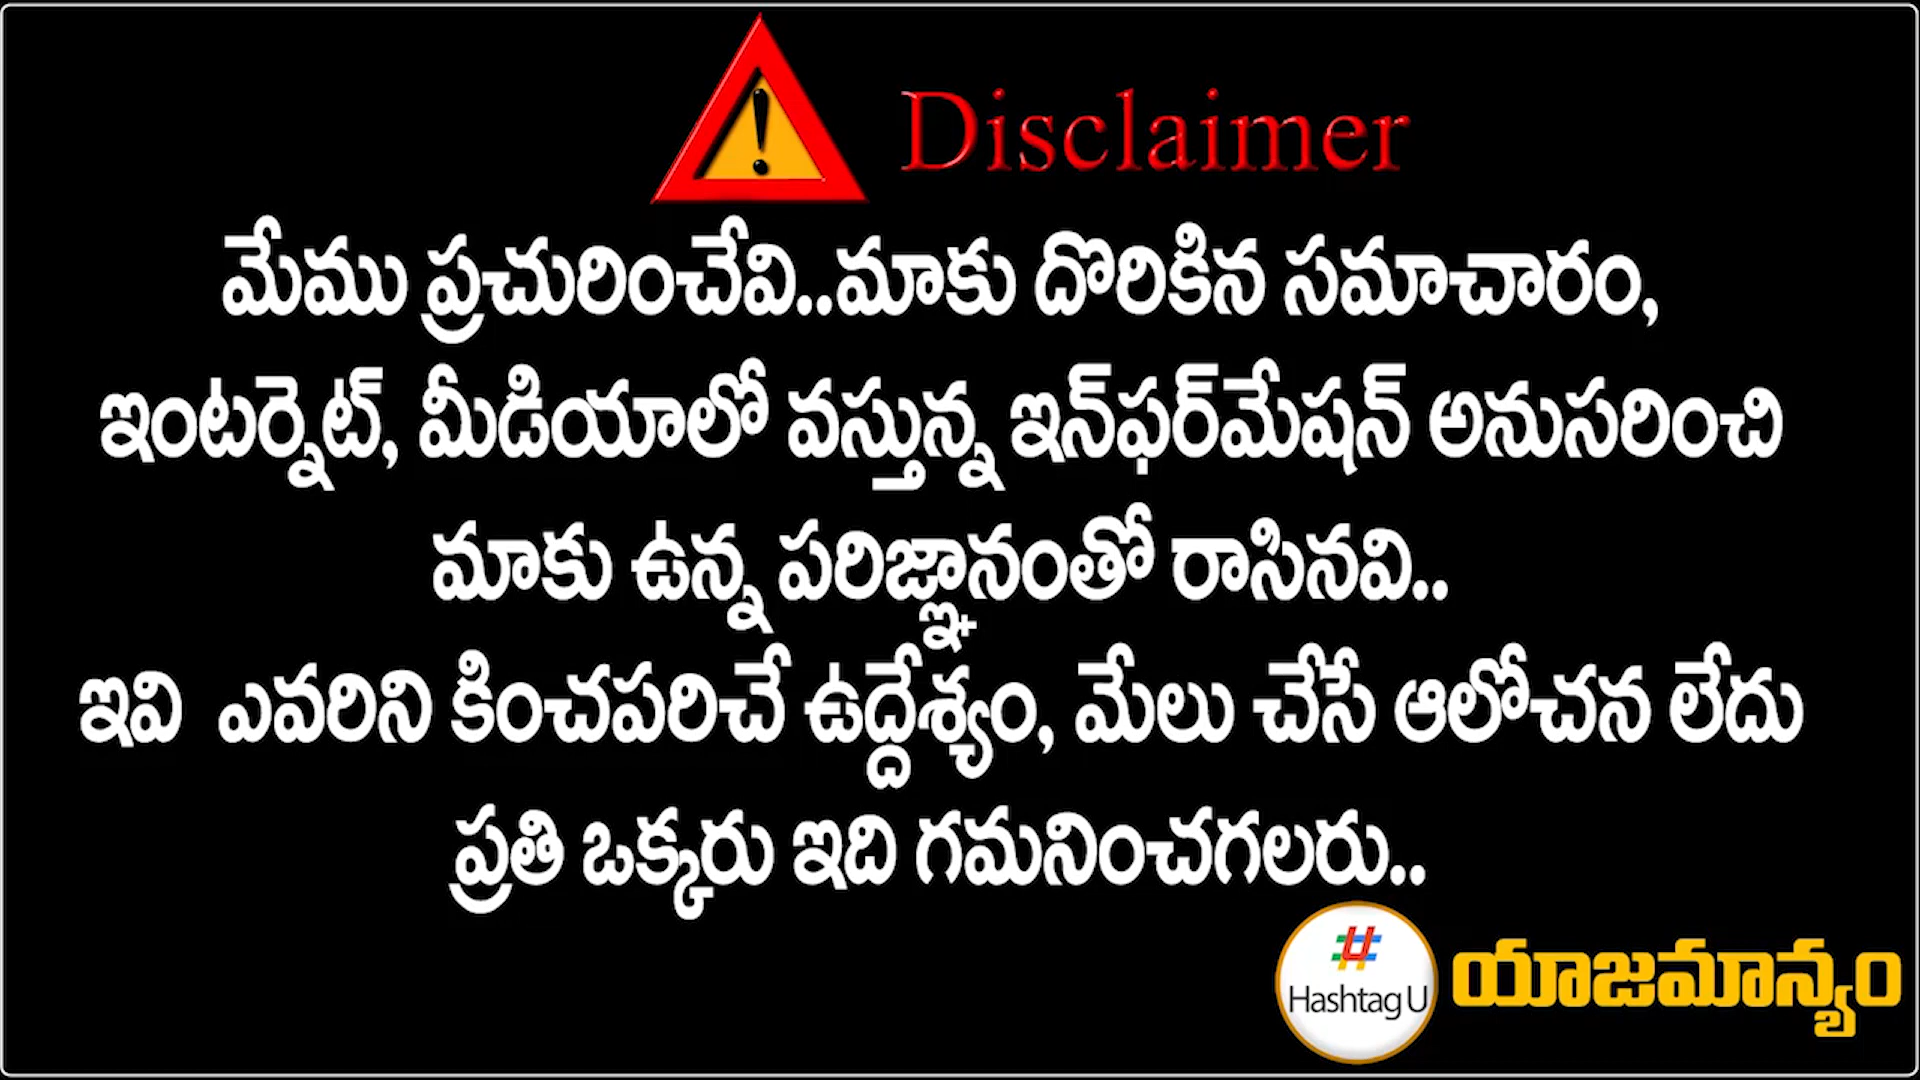 Disclaimer
మేము ప్రచురించేవి..మాకు దొరికిన సమాచారం,
ఇంటర్నెట్, మీడియాలో వస్తున్న ఇన్‌ఫర్‌మేషన్ అనుసరించి
మాకు ఉన్న పరిజ్ఞానంతో రాసినవి..
ఇవి ఎవరిని కించపరిచే ఉద్దేశ్యం, మేలు చేసే ఆలోచన లేదు
ప్రతి ఒక్కరు ఇది గమనించగలరు..
# Hashtag U
యాజమాన్యం